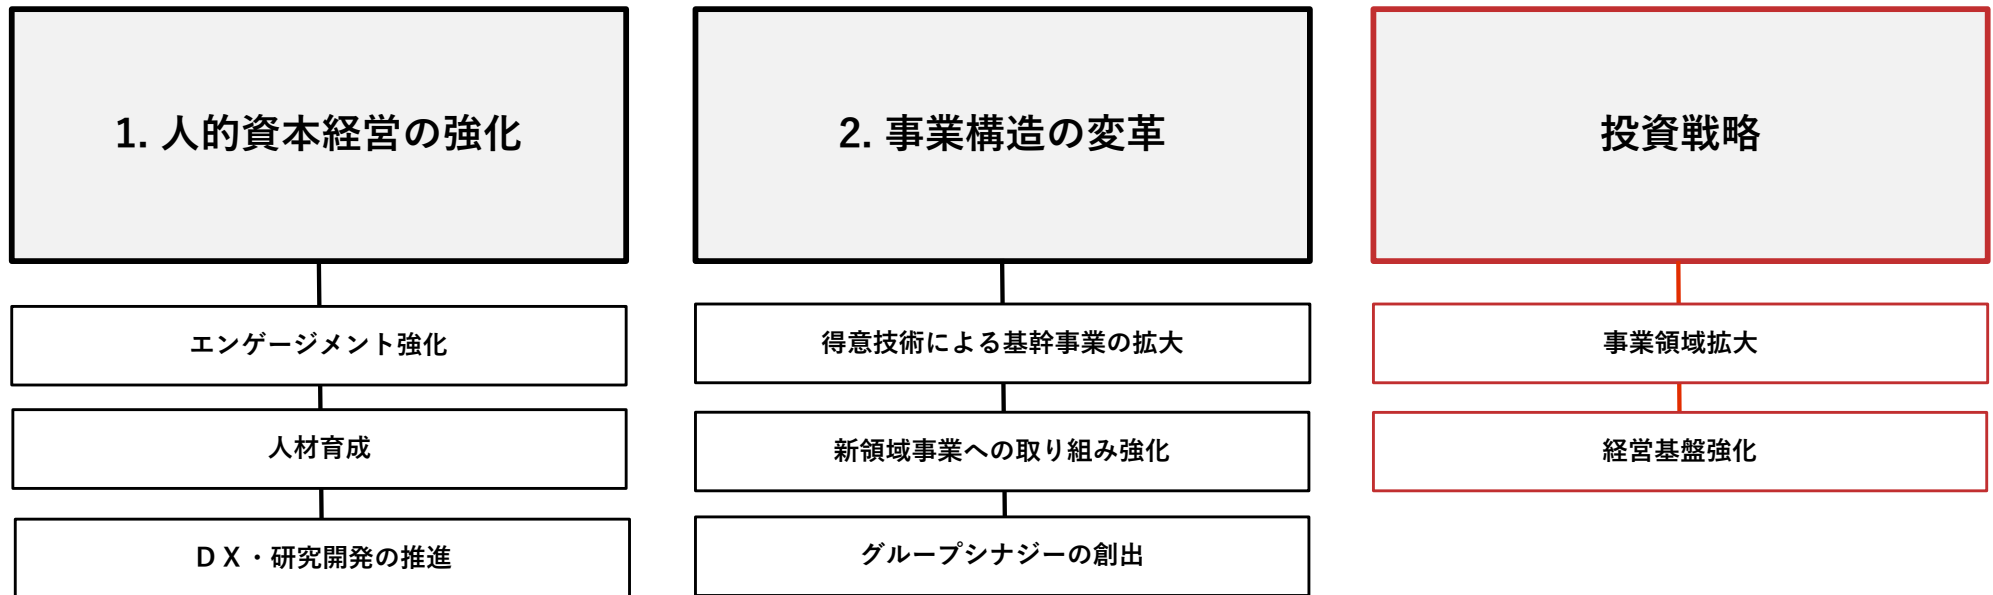 1. 人的資本経営の強化
エンゲージメント強化
人材育成
ＤＸ・研究開発の推進
2. 事業構造の変革
得意技術による基幹事業の拡大
新領域事業への取り組み強化
グループシナジーの創出
投資戦略
事業領域拡大
経営基盤強化